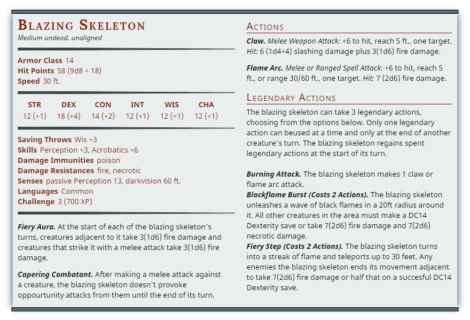 Blazing Skeleton
Medium undead, unaligned
Armor Class 14
Hit Points 58 (9d8 + 18)
Speed 30 ft.
STR DEX CON INT WIS CHA
12 (+1) 18 (+4) 14 (+2) 12 (+1) 12 (+1) 12 (+1)
Saving Throws Wis +3
Skills Perception +3, Acrobatics +6
Damage Immunities poison
Damage Resistances fire, necrotic
Senses passive Perception 13, darkvision 60 ft.
Languages Common
Challenge 3 (700 XP)
Fiery Aura. At the start of each of the blazing skeleton's
turns, creatures adjacent to it take 3(1d6) fire damage and
creatures that strike it with a melee attack take 3(1d6) fire
damage.
Capering Combatant. After making a melee attack against
a creature, the blazing skeleton doesn't provoke
oppourtunity attacks from them until the end of its turn.
Actions
Claw. Melee Weapon Attack: +6 to hit, reach 5 ft., one target.
Hit: 6 (1d4+4) slashing damage plus 3(1d6) fire damage.
Flame Arc. Melee or Ranged Spell Attack: +6 to hit, reach 5
ft., or range 30/60 ft., one target. Hit: 7 (2d6) fire damage.
Legendary Actions
The blazing skeleton can take 3 legendary actions,
choosing from the options below. Only one legendary
action can beused at a time and only at the end of another
creature's turn. The blazing skeleton regains spent
legendary actions at the start of its turn.
Burning Attack. The blazing skeleton makes 1 claw or
flame arc attack.
Blackflame Burst (Costs 2 Actions). The blazing skeleton
unleashes a wave of black flames in a 20ft radius around
it. All other creatures in the area must make a DC14
Dexterity save or take 7(2d6) fire damage and 7(2d6)
necrotic damage.
Fiery Step (Costs 2 Actions). The blazing skeleton turns
into a streak of flame and teleports up to 30 feet. Any
enemies the blazing skeleton ends its movement adjacent
to take 7(2d6) fire damage or half that on a succesful DC14
Dexterity save.